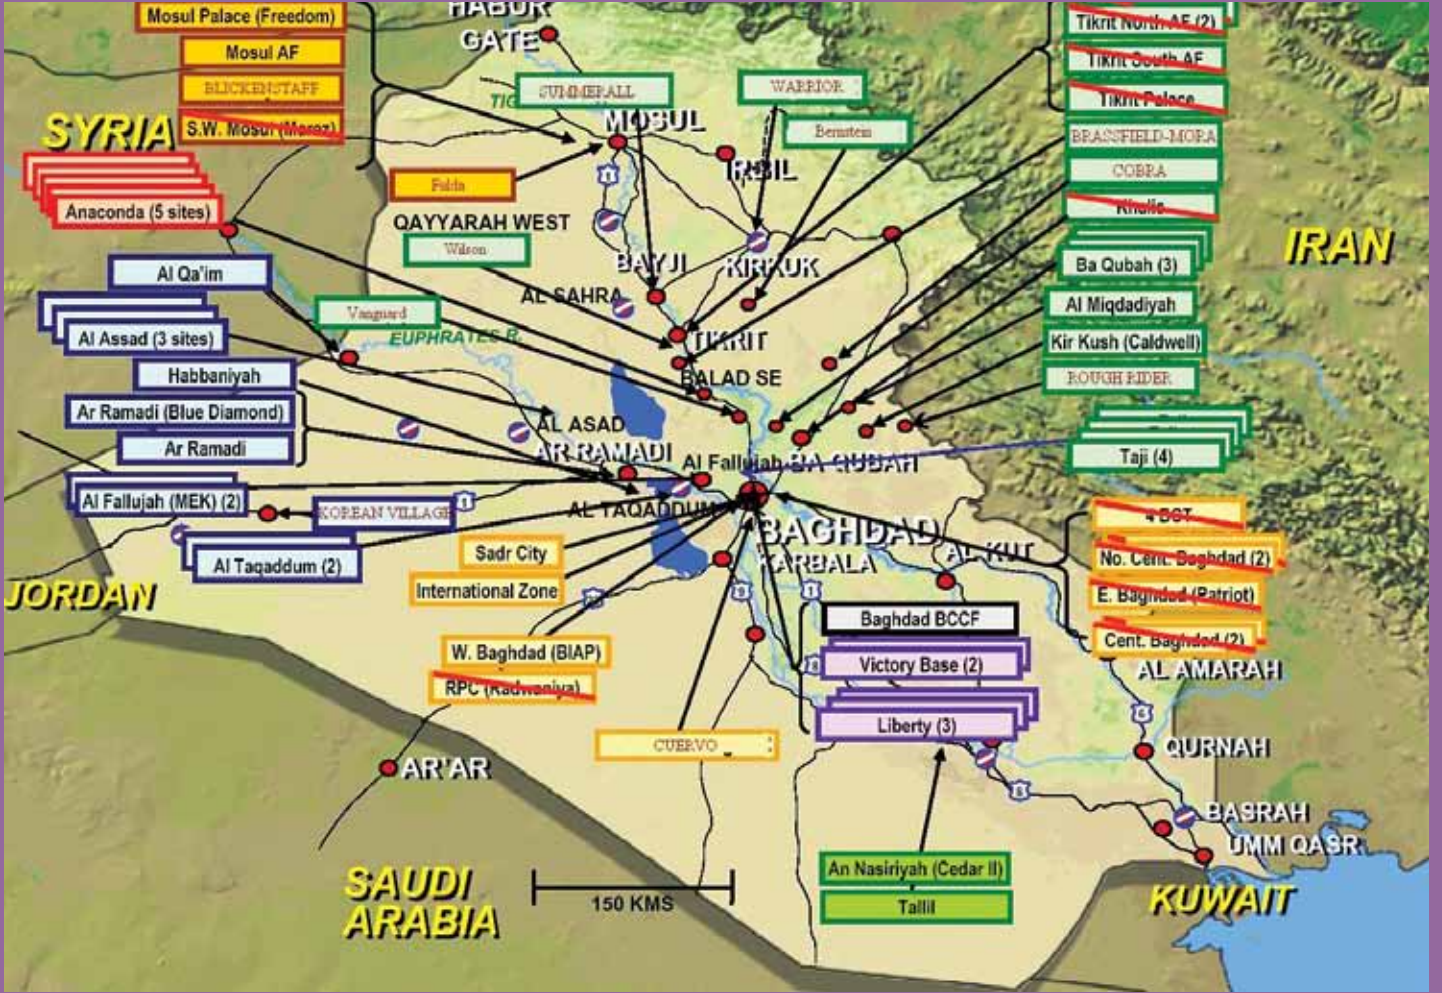 HABUR
GATE
Mosul Palace (Freedom)
Mosul AF
BLICKENSTAFF
S.W. Mosul (Marez)
SYRIA
Anaconda (5 sites)
Al Qa'im
Al Assad (3 sites)
Habbaniyah
Ar Ramadi (Blue Diamond)
Ar Ramadi
Al Fallujah (MEK) (2)
KOREAN VILLAGE
Al Taqaddum (2)
JORDAN
SUMMERALL
WARRIOR
Bernstein
MOSUL
IRBIL
1
Fulda
QAYYARAH WEST
Wilson
BAYJI
KIRKUK
AL SAHRA
Vanguard
EUPHRATES R.
TIKRIT
BALAD SE
AL ASAD
AR RAMADI
Al Fallujah
BA QUBAH
AL TAQADDUM
BAGHDAD
KARBALA
AL KUT
Tikrit North AF (2)
Tikrit South AF
Tikrit Palace
BRASSFIELD-MORA
COBRA
Khalis
Ba Qubah (3)
Al Miqdadiyah
Kir Kush (Caldwell)
ROUGH RIDER
Taji (4)
IRAN
4 BCT
No. Cent. Baghdad (2)
E. Baghdad (Patriot)
Cent. Baghdad (2)
Sadr City
International Zone
W. Baghdad (BIAP)
RPC (Radwaniya)
CUERVO
9
1
8
Baghdad BCCF
Victory Base (2)
Liberty (3)
AL AMARAH
6
QURNAH
BASRAH
UMM QASR
AR'AR
SAUDI
ARABIA
150 KMS
An Nasiriyah (Cedar II)
Tallil
KUWAIT